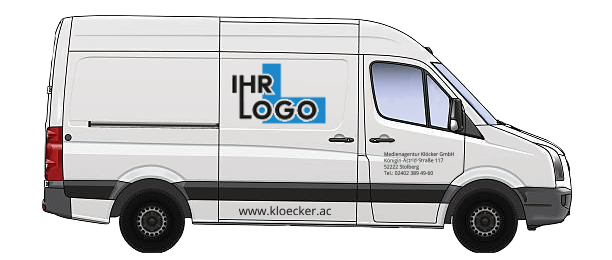 IHR
LOGO
Medienagentur Klöcker GmbH
Königin-Astrid-Straße 117
52222 Stolberg
Tel.: 02402 389 49-60
www.kloecker.ac